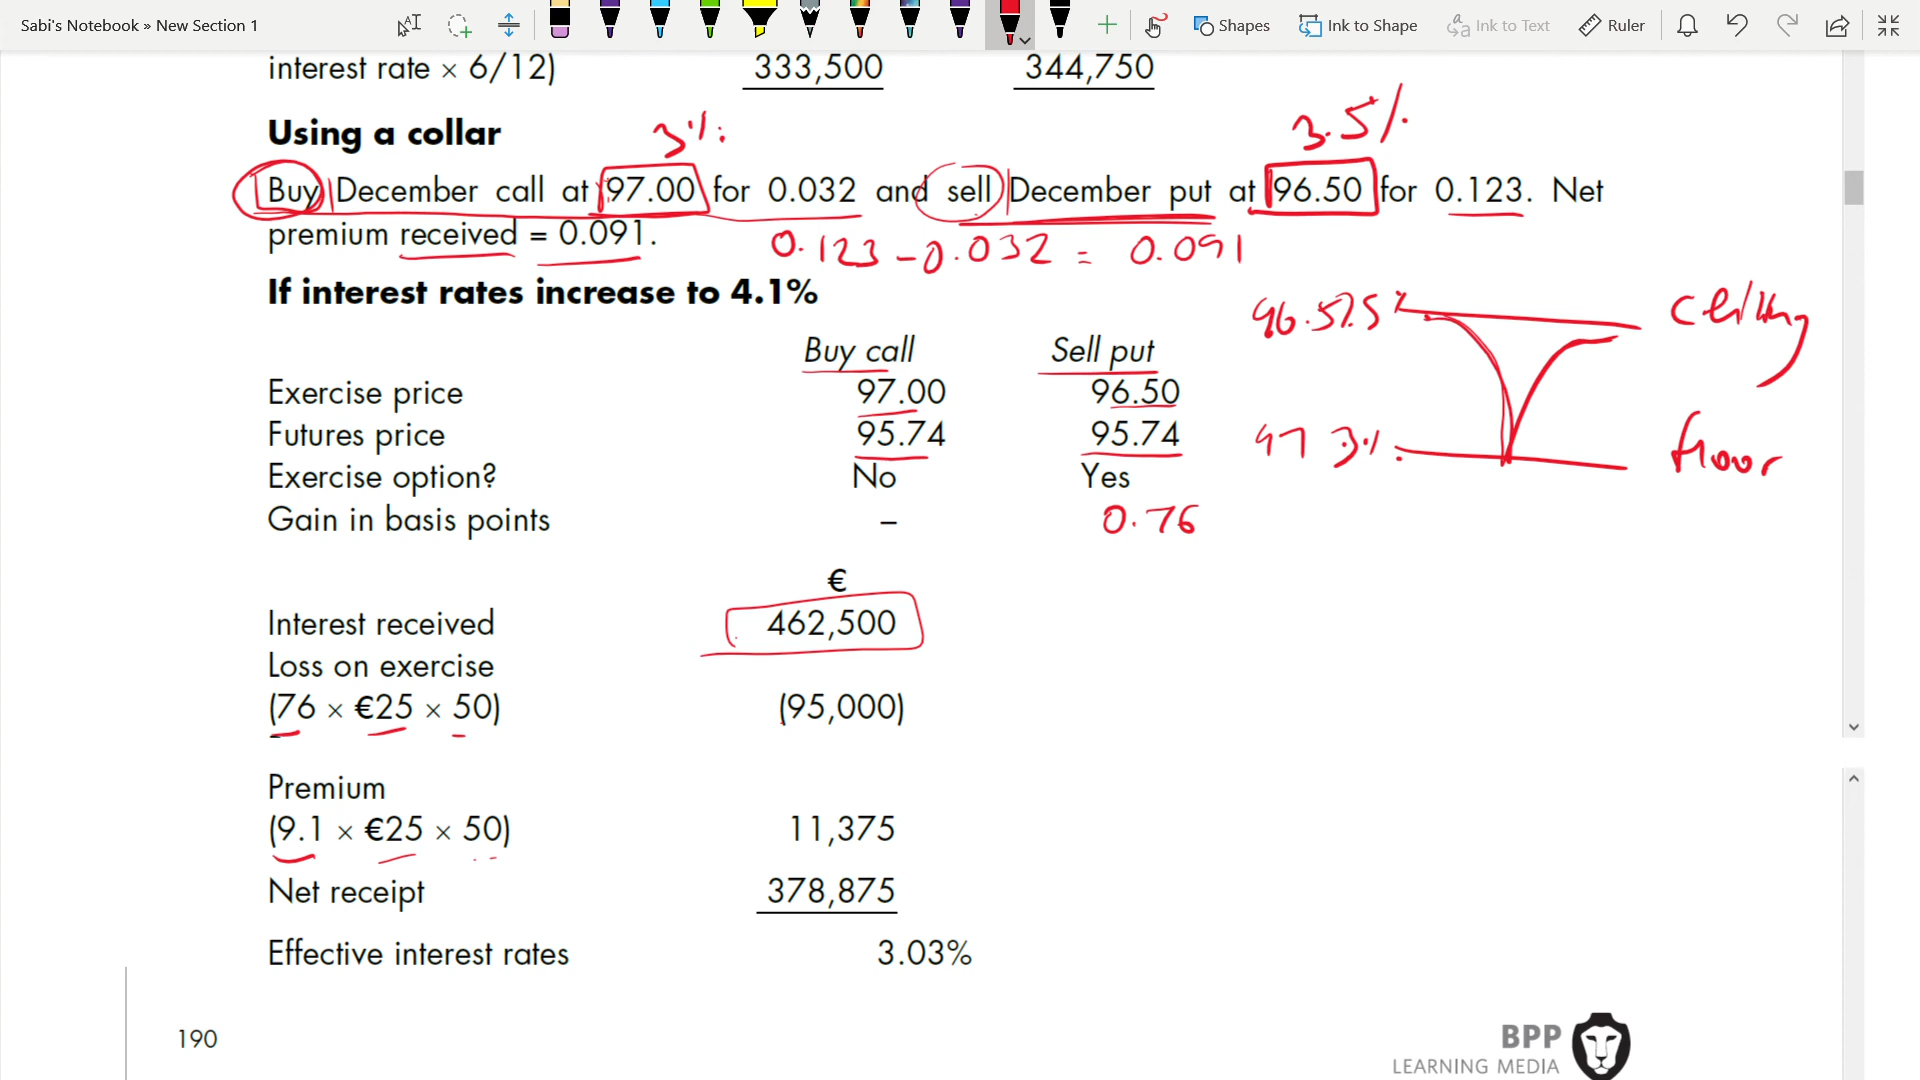 Sabi's Notebook » New Section 1
Shapes
Ink to Shape
Ink to Text
Ruler
interest rate × 6/12) 333,500 344,750
Using a collar
3%
3.5%
Buy December call at 97.00 for 0.032 and sell December put at 96.50 for 0.123. Net
premium received = 0.091.
0.123 - 0.032 = 0.091
If interest rates increase to 4.1%
ceiling
Buy call Sell put
Exercise price 97.00 96.50
Futures price 95.74 95.74
97 3%
floor
Exercise option? No Yes
Gain in basis points – 0.76
€
Interest received 462,500
Loss on exercise
(76 × €25 × 50) (95,000)
Premium
(9.1 × €25 × 50) 11,375
Net receipt 378,875
Effective interest rates 3.03%
190
BPP
LEARNING MEDIA